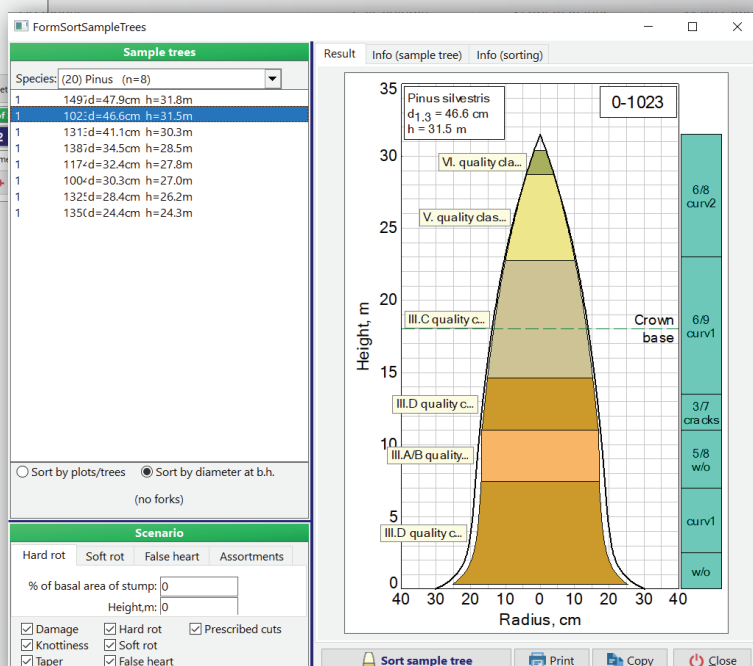 FormSortSampleTrees
Sample trees
Species: (20) Pinus (n=8)
1 1497 d=47.9cm h=31.8m
1 1023 d=46.6cm h=31.5m
1 1313 d=41.1cm h=30.3m
1 1387 d=34.5cm h=28.5m
1 1174 d=32.4cm h=27.8m
1 1004 d=30.3cm h=27.0m
1 1325 d=28.4cm h=26.2m
1 1350 d=24.4cm h=24.3m
Sort by plots/trees Sort by diameter at b.h.
(no forks)
Scenario
Hard rot Soft rot False heart Assortments
% of basal area of stump: 0
Height,m: 0
Damage Hard rot Prescribed cuts
Knottiness Soft rot
Taper False heart
Result Info (sample tree) Info (sorting)
Pinus silvestris
d1.3 = 46.6 cm
h = 31.5 m
0-1023
35
30
25
20
15
10
5
0
Height, m
VI. quality cla...
V. quality clas...
III.C quality c...
III.D quality c...
III.A/B quality...
III.D quality c...
Crown
base
6/8
curv2
6/9
curv1
3/7
cracks
5/8
w/o
curv1
w/o
40 30 20 10 0 10 20 30 40
Radius, cm
Sort sample tree Print Copy Close